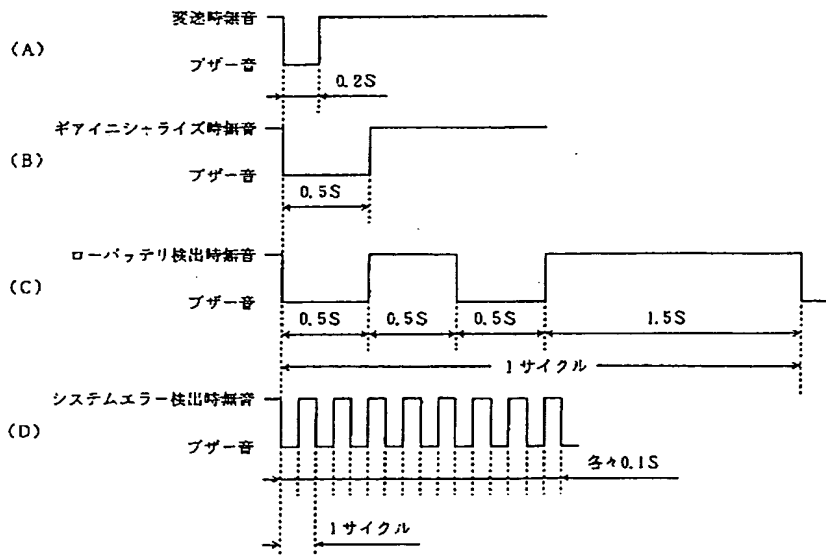 変速時無音
(A)
ブザー音
0.2S
ギアイニシャライズ時無音
(B)
ブザー音
0.5S
ローバッテリ検出時無音
(C)
ブザー音
0.5S 0.5S 0.5S 1.5S
1サイクル
システムエラー検出時無音
(D)
ブザー音
各々0.1S
1サイクル